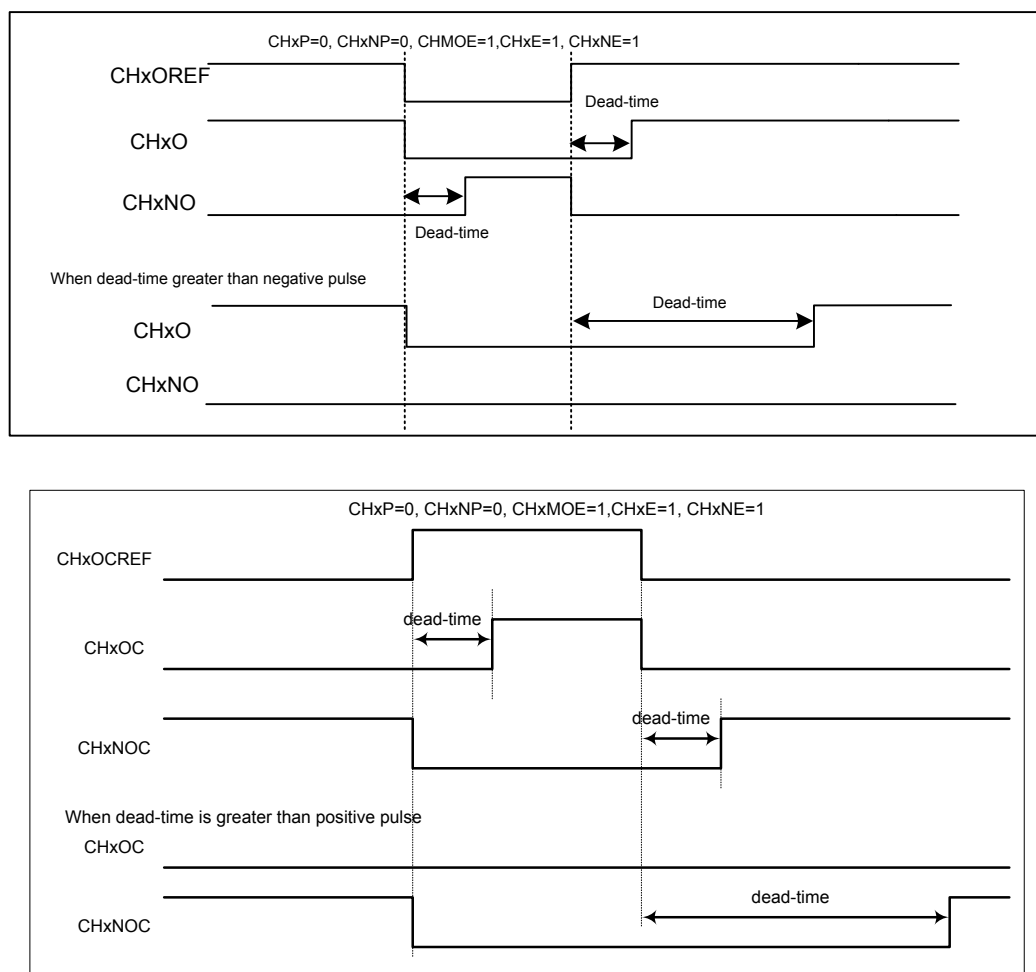 CHxP=0, CHxNP=0, CHMOE=1,CHxE=1, CHxNE=1
CHxOREF
Dead-time
CHxO
CHxNO
Dead-time
When dead-time greater than negative pulse
Dead-time
CHxO
CHxNO
CHxP=0, CHxNP=0, CHxMOE=1,CHxE=1, CHxNE=1
CHxOCREF
dead-time
CHxOC
dead-time
CHxNOC
When dead-time is greater than positive pulse
CHxOC
dead-time
CHxNOC